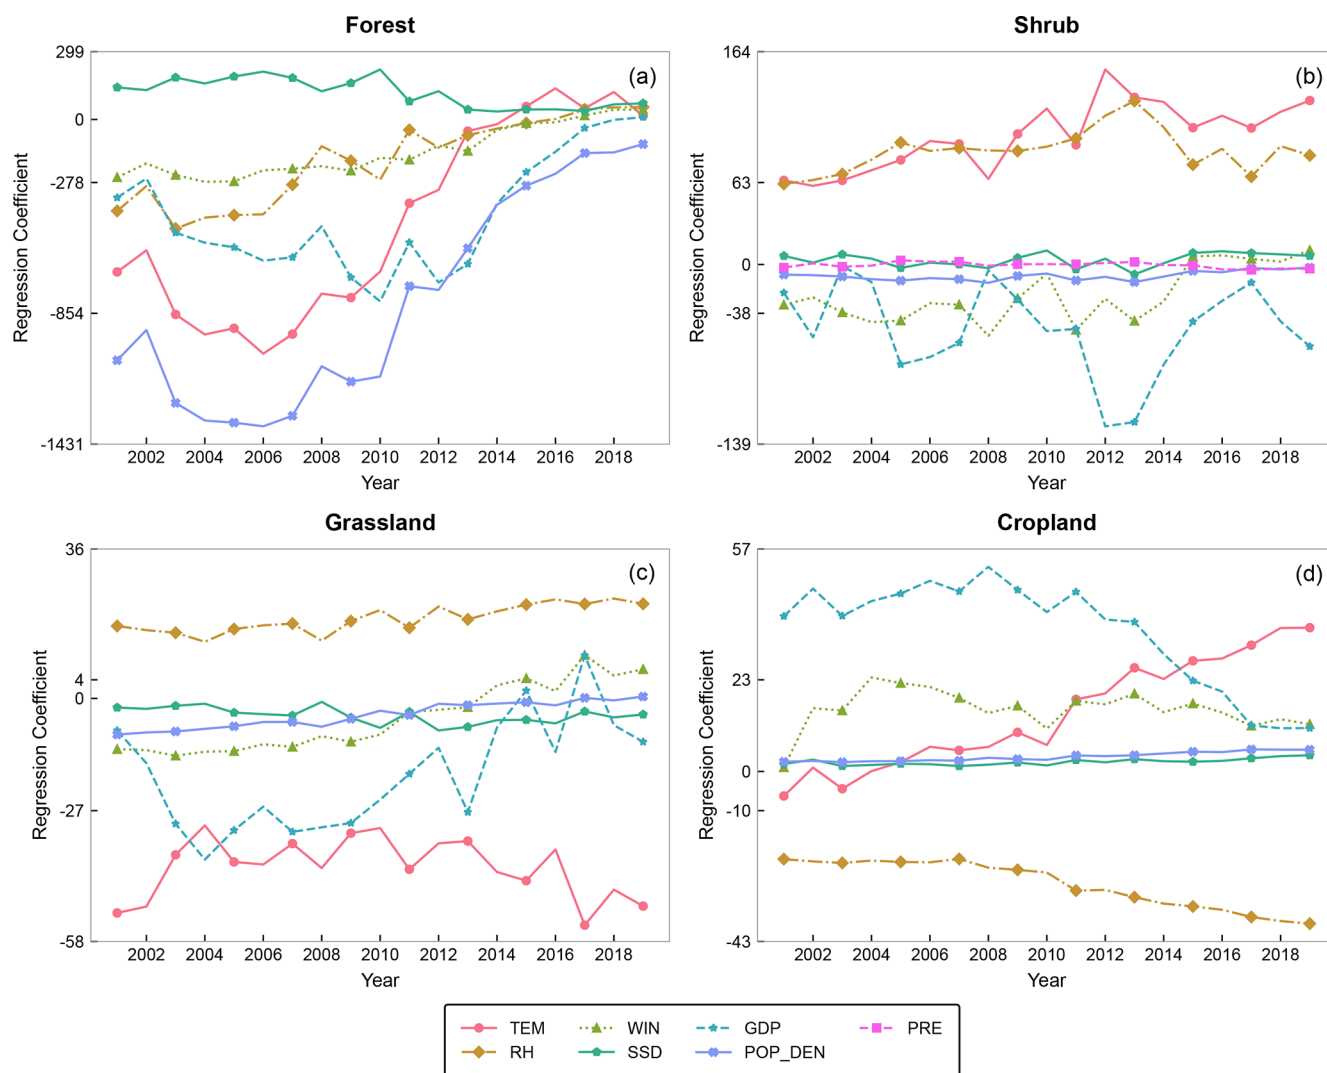 Forest
299
0
-278
-854
-1431
Regression Coefficient
(a)
2002 2004 2006 2008 2010 2012 2014 2016 2018
Year
Shrub
164
63
0
-38
-139
Regression Coefficient
(b)
2002 2004 2006 2008 2010 2012 2014 2016 2018
Year
Grassland
36
4
0
-27
-58
Regression Coefficient
(c)
2002 2004 2006 2008 2010 2012 2014 2016 2018
Year
Cropland
57
23
0
-10
-43
Regression Coefficient
(d)
2002 2004 2006 2008 2010 2012 2014 2016 2018
Year
TEM WIN GDP PRE
RH SSD POP_DEN